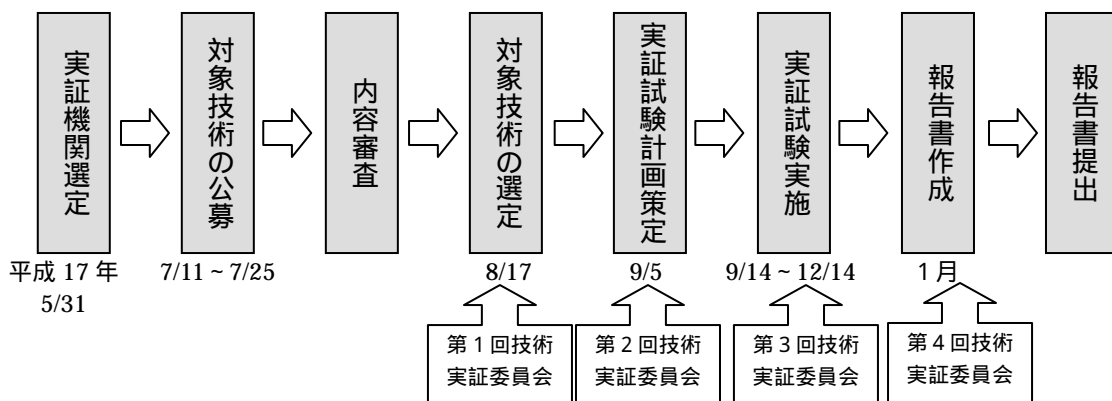 実証機関選定
対象技術の公募
内容審査
対象技術の選定
実証試験計画策定
実証試験実施
報告書作成
報告書提出
平成 17 年
5/31
7/11 ~ 7/25
8/17
9/5
9/14 ~ 12/14
1 月
第 1 回技術
実証委員会
第 2 回技術
実証委員会
第 3 回技術
実証委員会
第 4 回技術
実証委員会